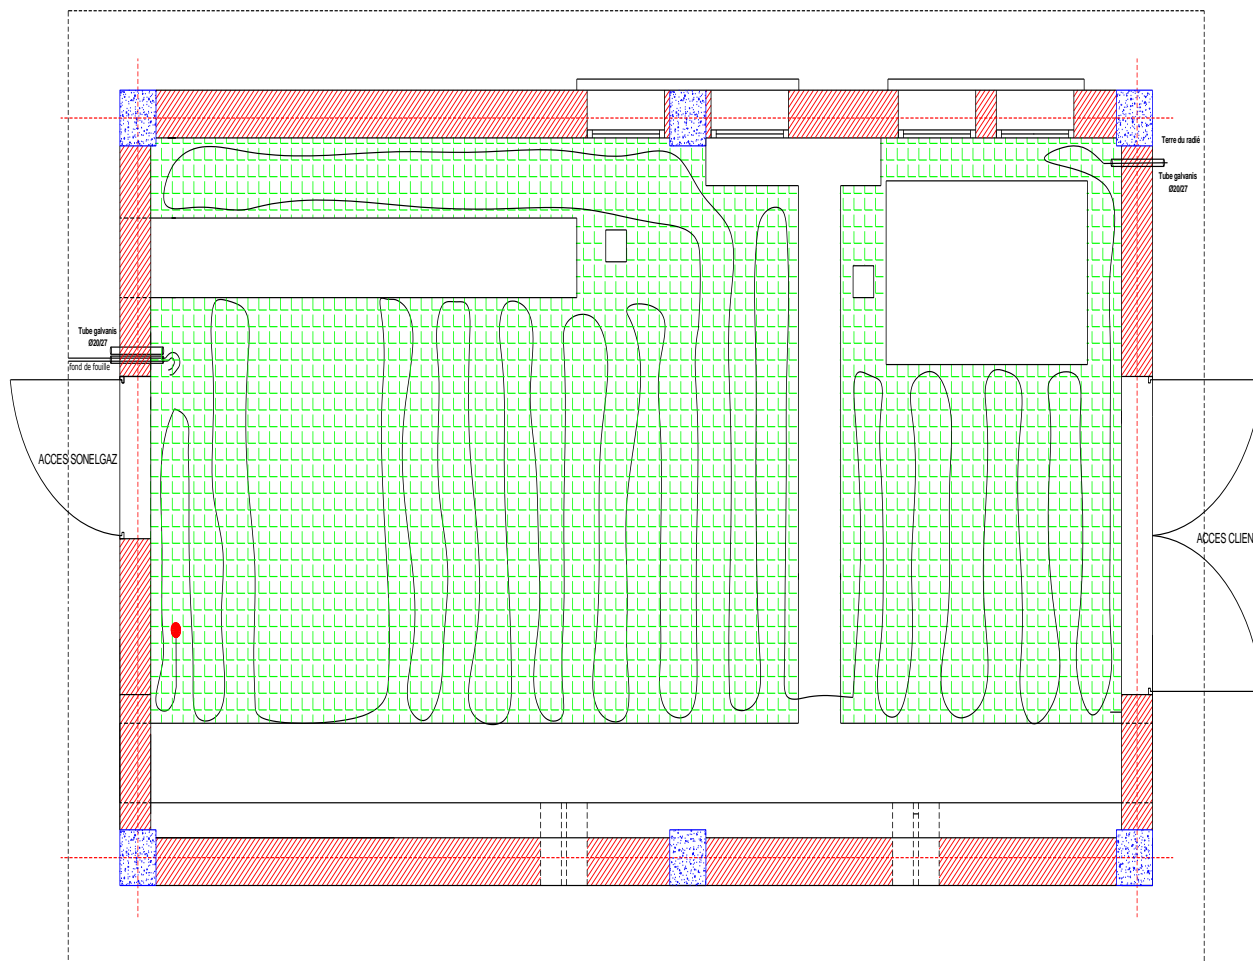 Terre du radié
Tube galvanis
Ø20/27
Tube galvanis
Ø20/27
fond de fouille
ACCES SONELGAZ
ACCES CLIEN